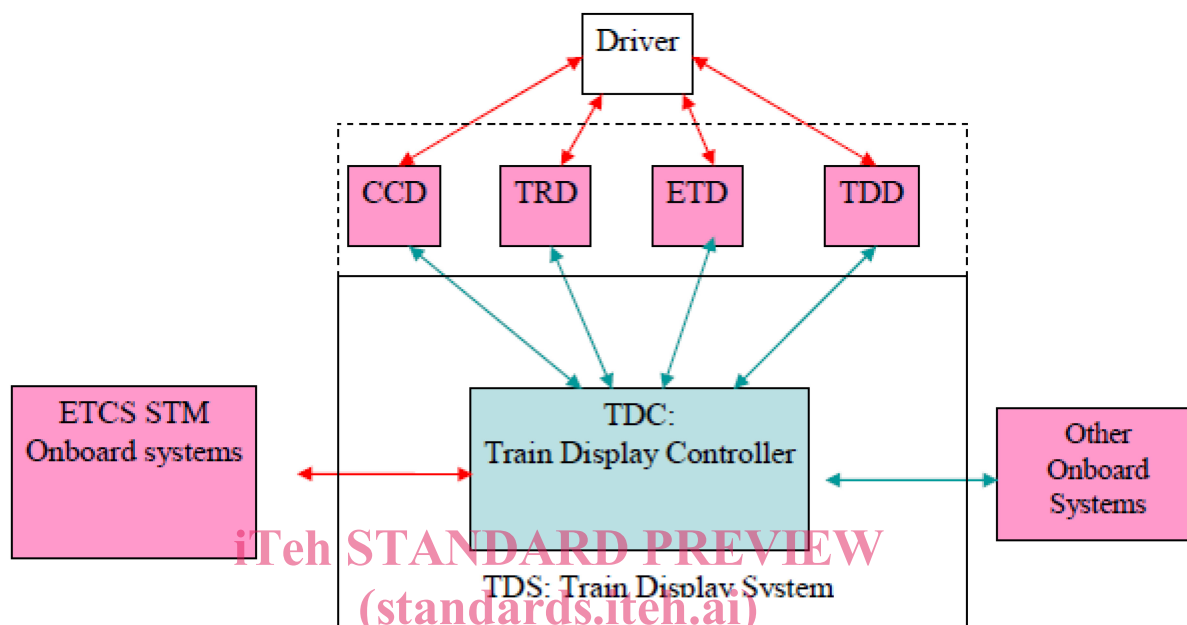 Driver
CCD
TRD
ETD
TDD
ETCS STM
Onboard systems
TDC:
Train Display Controller
Other
Onboard
Systems
iTeh STANDARD PREVIEW
TDS: Train Display System
(standards.iteh.ai)